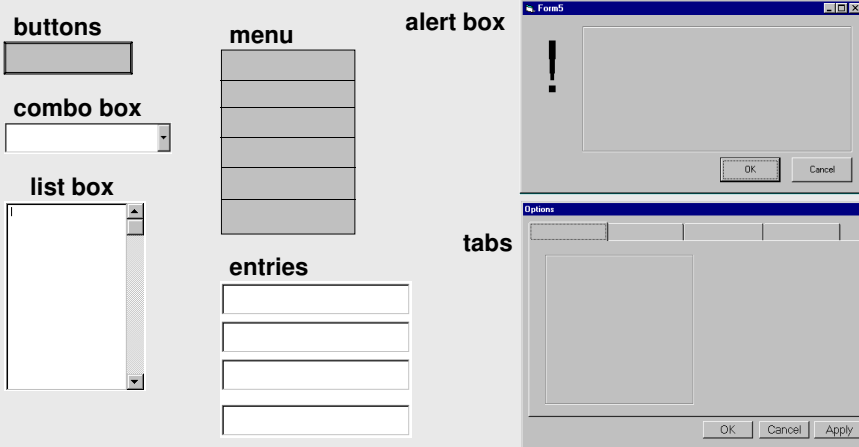 buttons
combo box
list box
menu
entries
alert box
Form5
!
OK
Cancel
tabs
Options
OK
Cancel
Apply